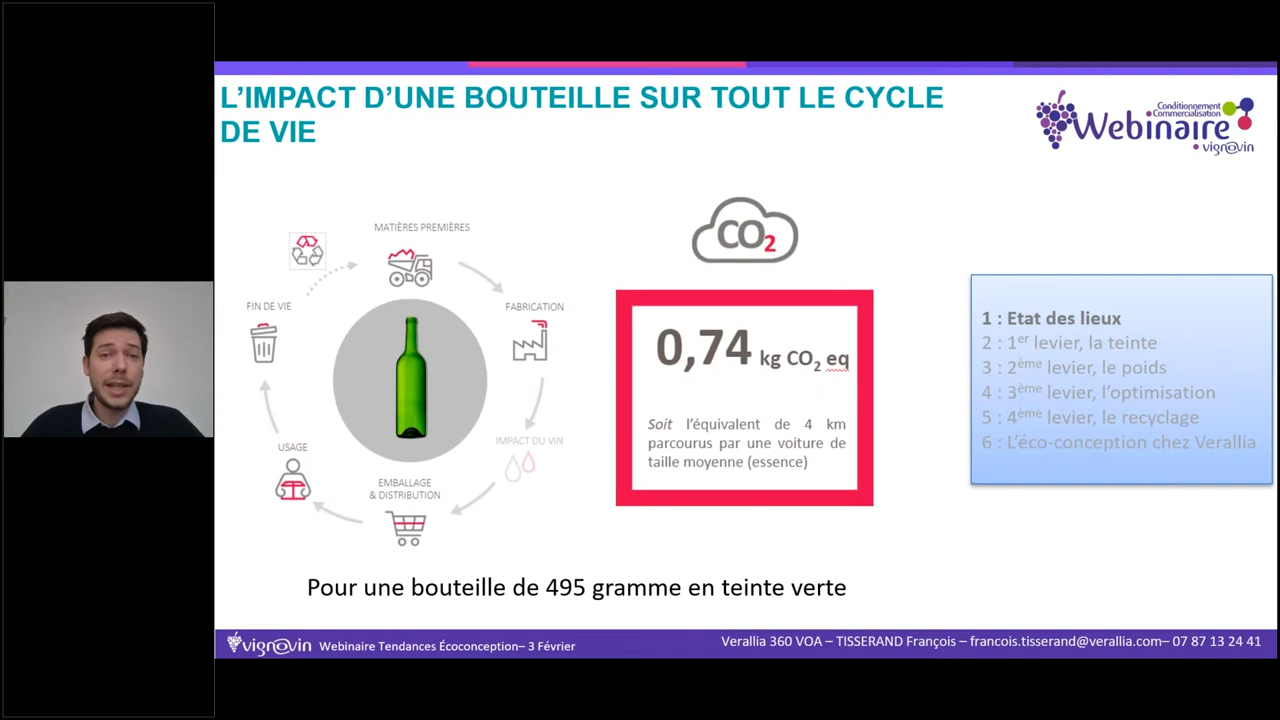 L'IMPACT D'UNE BOUTEILLE SUR TOUT LE CYCLE
DE VIE
Conditionnement
Commercialisation
Webinaire
vignovin
MATIÈRES PREMIÈRES
FIN DE VIE
FABRICATION
USAGE
IMPACT DU VIN
EMBALLAGE
& DISTRIBUTION
CO2
0,74 kg CO2 eq
Soit l'équivalent de 4 km
parcourus par une voiture de
taille moyenne (essence)
1 : Etat des lieux
2 : 1er levier, la teinte
3 : 2ème levier, le poids
4 : 3ème levier, l'optimisation
5 : 4ème levier, le recyclage
6 : L'éco-conception chez Verallia
Pour une bouteille de 495 gramme en teinte verte
vignovin Webinaire Tendances Écoconception– 3 Février
Verallia 360 VOA – TISSERAND François – francois.tisserand@verallia.com– 07 87 13 24 41